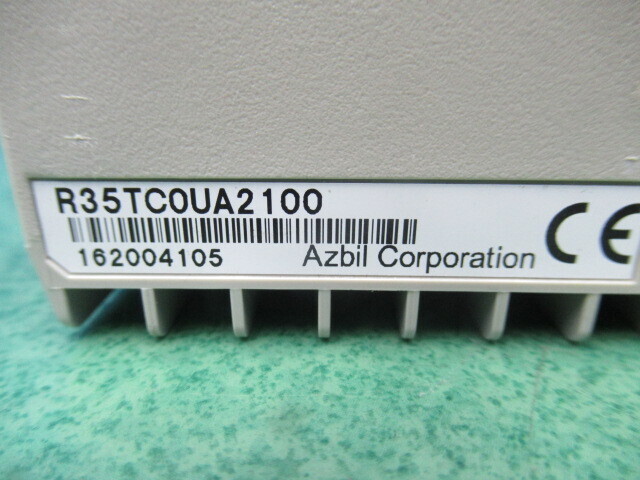 R35TC0UA2100
162004105
Azbil Corporation
CE